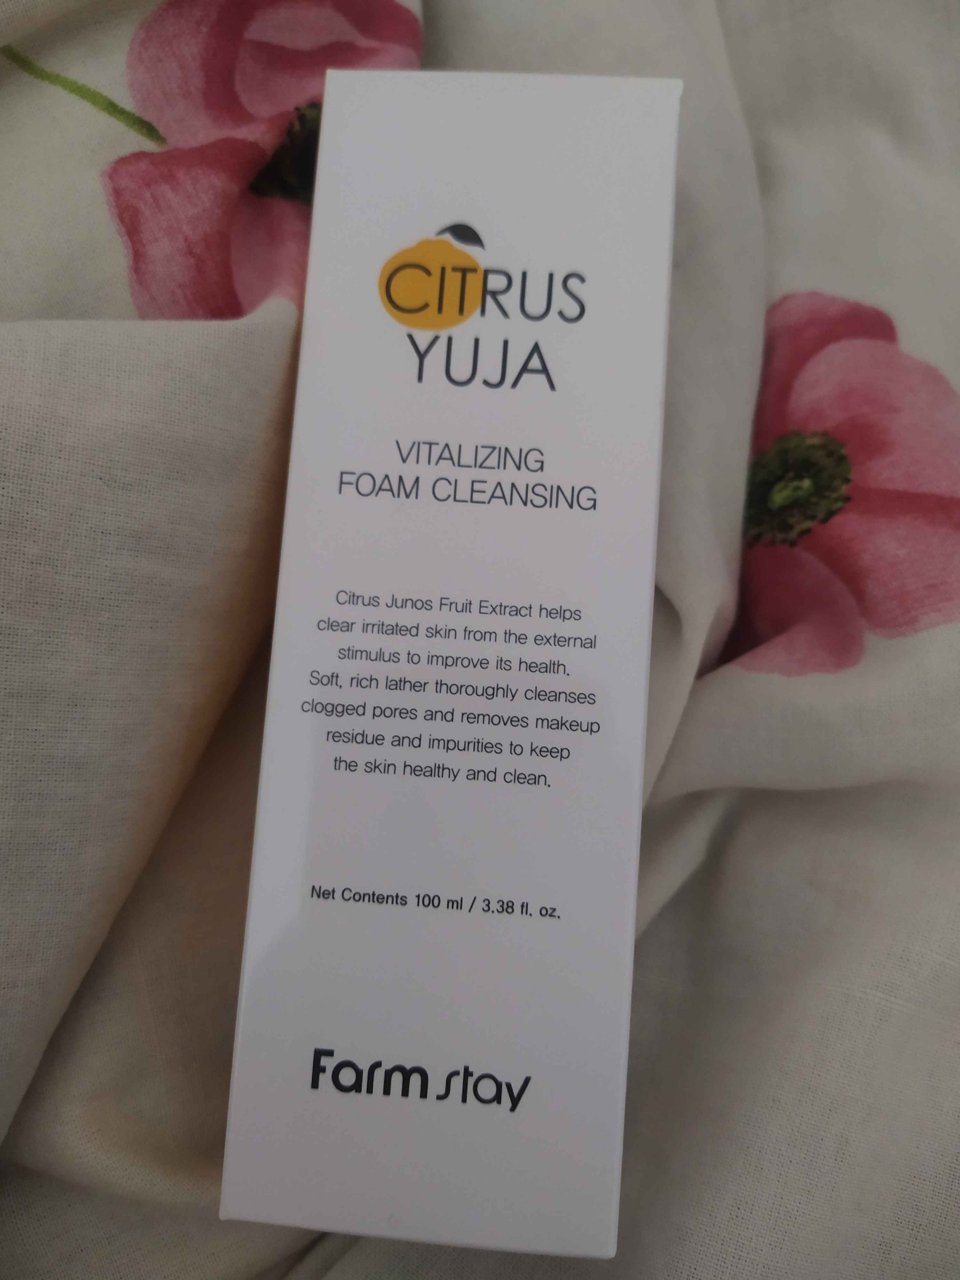 CITRUS
YUJA
VITALIZING
FOAM CLEANSING
Citrus Junos Fruit Extract helps
clear irritated skin from the external
stimulus to improve its health.
Soft, rich lather thoroughly cleanses
clogged pores and removes makeup
residue and impurities to keep
the skin healthy and clean.
Net Contents 100 ml / 3.38 fl. oz.
Farm stay